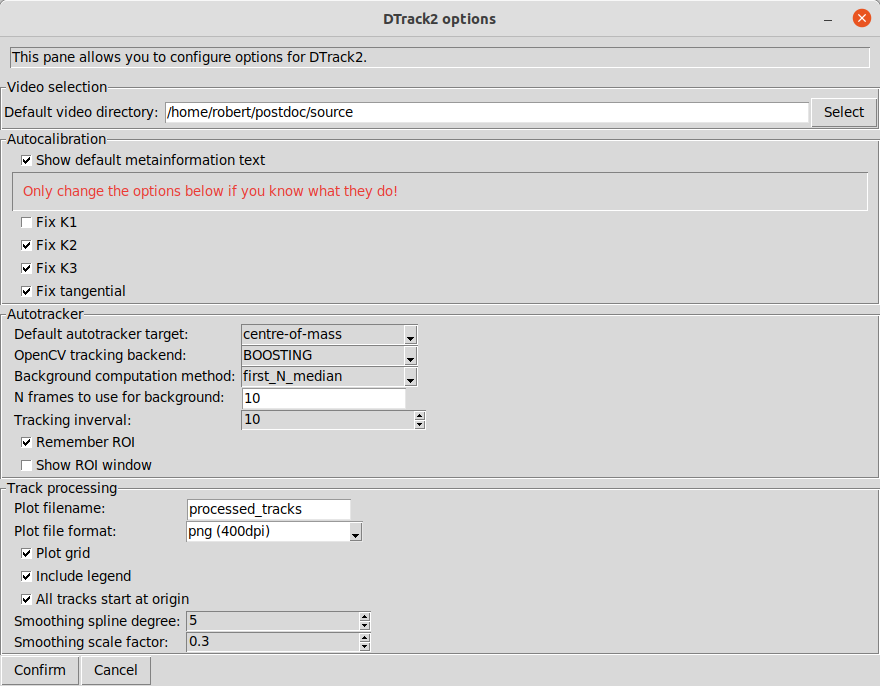 DTrack2 options
This pane allows you to configure options for DTrack2.
Video selection
Default video directory: /home/robert/postdoc/source Select
Autocalibration
Show default metainformation text
Only change the options below if you know what they do!
Fix K1
Fix K2
Fix K3
Fix tangential
Autotracker
Default autotracker target: centre-of-mass
OpenCV tracking backend: BOOSTING
Background computation method: first_N_median
N frames to use for background: 10
Tracking inverval: 10
Remember ROI
Show ROI window
Track processing
Plot filename: processed_tracks
Plot file format: png (400dpi)
Plot grid
Include legend
All tracks start at origin
Smoothing spline degree: 5
Smoothing scale factor: 0.3
Confirm Cancel